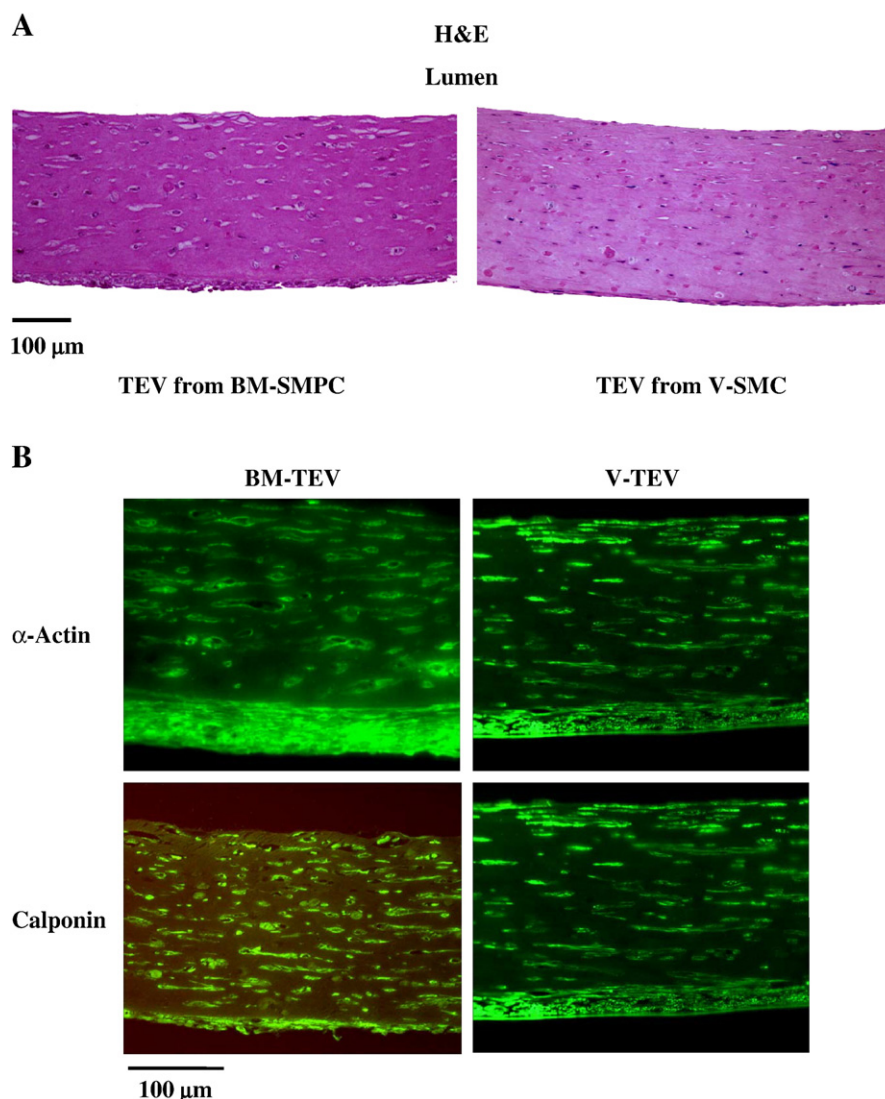 A
H&E
Lumen
100 μm
TEV from BM-SMPC
TEV from V-SMC
B
BM-TEV
V-TEV
α-Actin
Calponin
100 μm